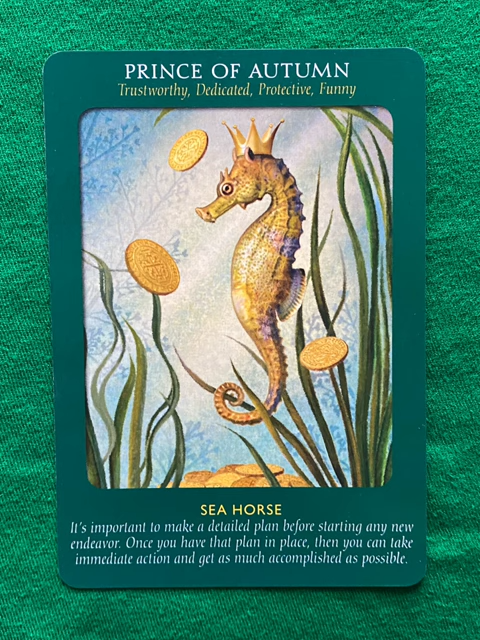 PRINCE OF AUTUMN
Trustworthy, Dedicated, Protective, Funny
SEA HORSE
It's important to make a detailed plan before starting any new
endeavor. Once you have that plan in place, then you can take
immediate action and get as much accomplished as possible.